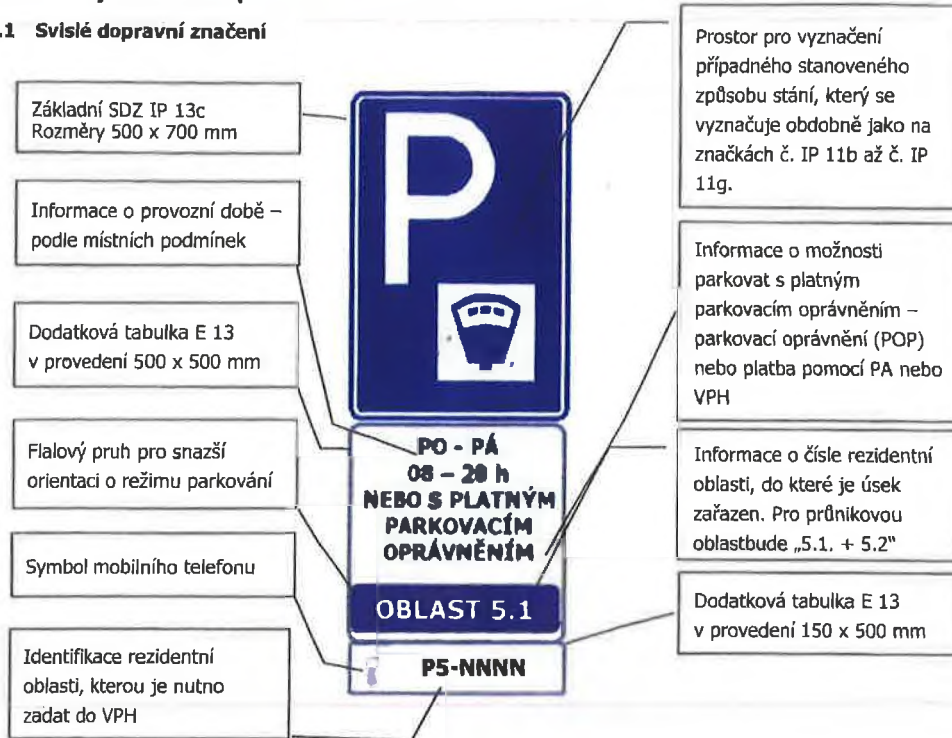 .1 Svislé dopravní značení
Základní SDZ IP 13c
Rozměry 500 x 700 mm
Informace o provozní době –
podle místních podmínek
Dodatková tabulka E 13
v provedení 500 x 500 mm
Fialový pruh pro snazší
orientaci o režimu parkování
Symbol mobilního telefonu
Identifikace rezidentní
oblasti, kterou je nutno
zadat do VPH
P
PO - PÁ
08 – 20 h
NEBO S PLATNÝM
PARKOVACÍM
OPRÁVNĚNÍM
OBLAST 5.1
P5-NNNN
Prostor pro vyznačení
případného stanoveného
způsobu stání, který se
vyznačuje obdobně jako na
značkách č. IP 11b až č. IP
11g.
Informace o možnosti
parkovat s platným
parkovacím oprávněním –
parkovací oprávnění (POP)
nebo platba pomocí PA nebo
VPH
Informace o čísle rezidentní
oblasti, do které je úsek
zařazen. Pro průnikovou
oblastbude „5.1. + 5.2“
Dodatková tabulka E 13
v provedení 150 x 500 mm